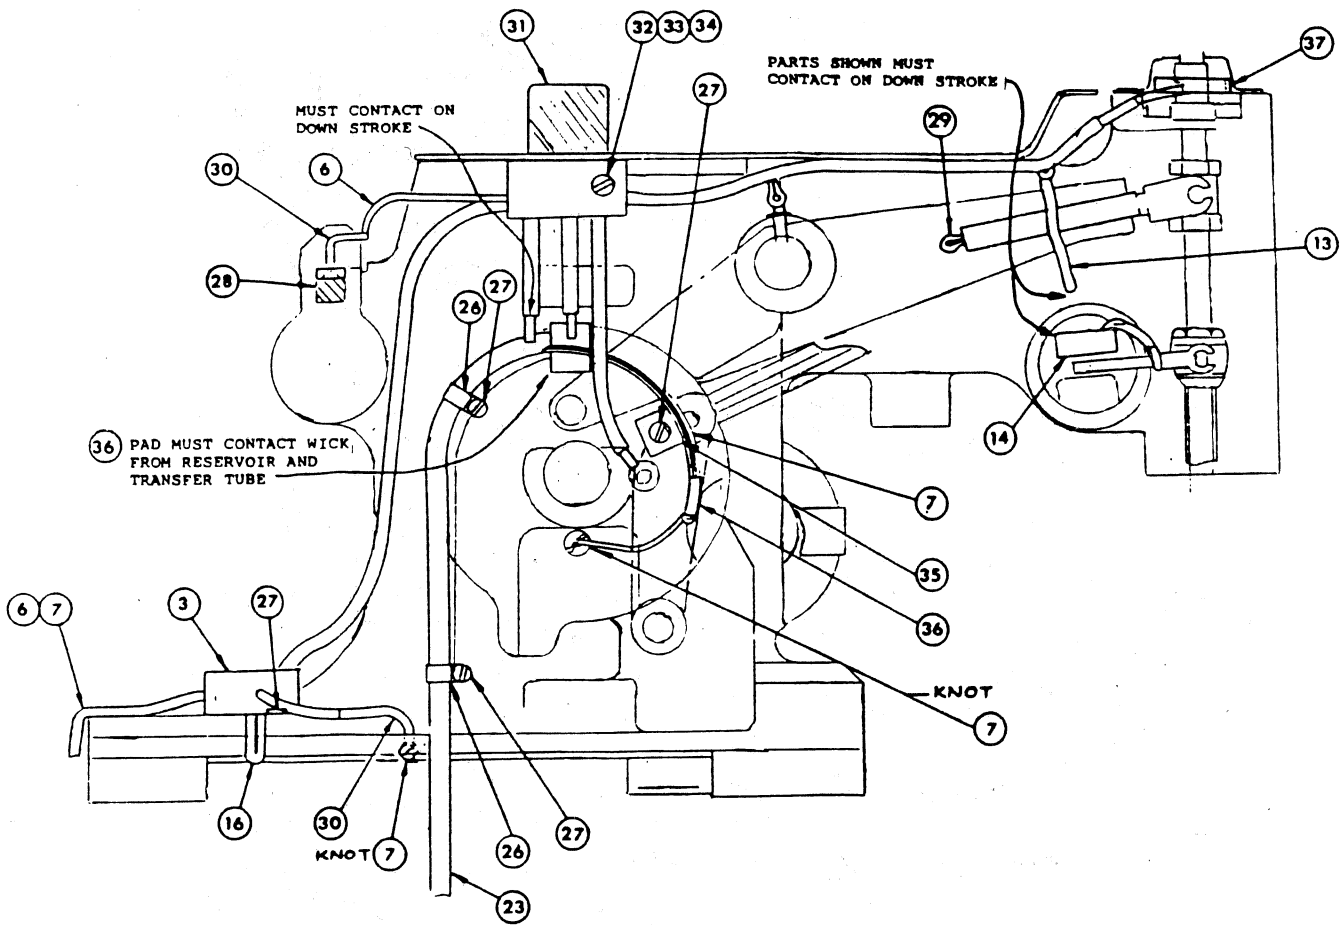 31
32 33 34
37
PARTS SHOWN MUST
CONTACT ON DOWN STROKE
27
MUST CONTACT ON
DOWN STROKE
29
30
6
13
28
26
27
14
36 PAD MUST CONTACT WICK
FROM RESERVOIR AND
TRANSFER TUBE
7
35
6 7
3
27
36
KNOT
7
27
16
30
KNOT 7
27
26
23